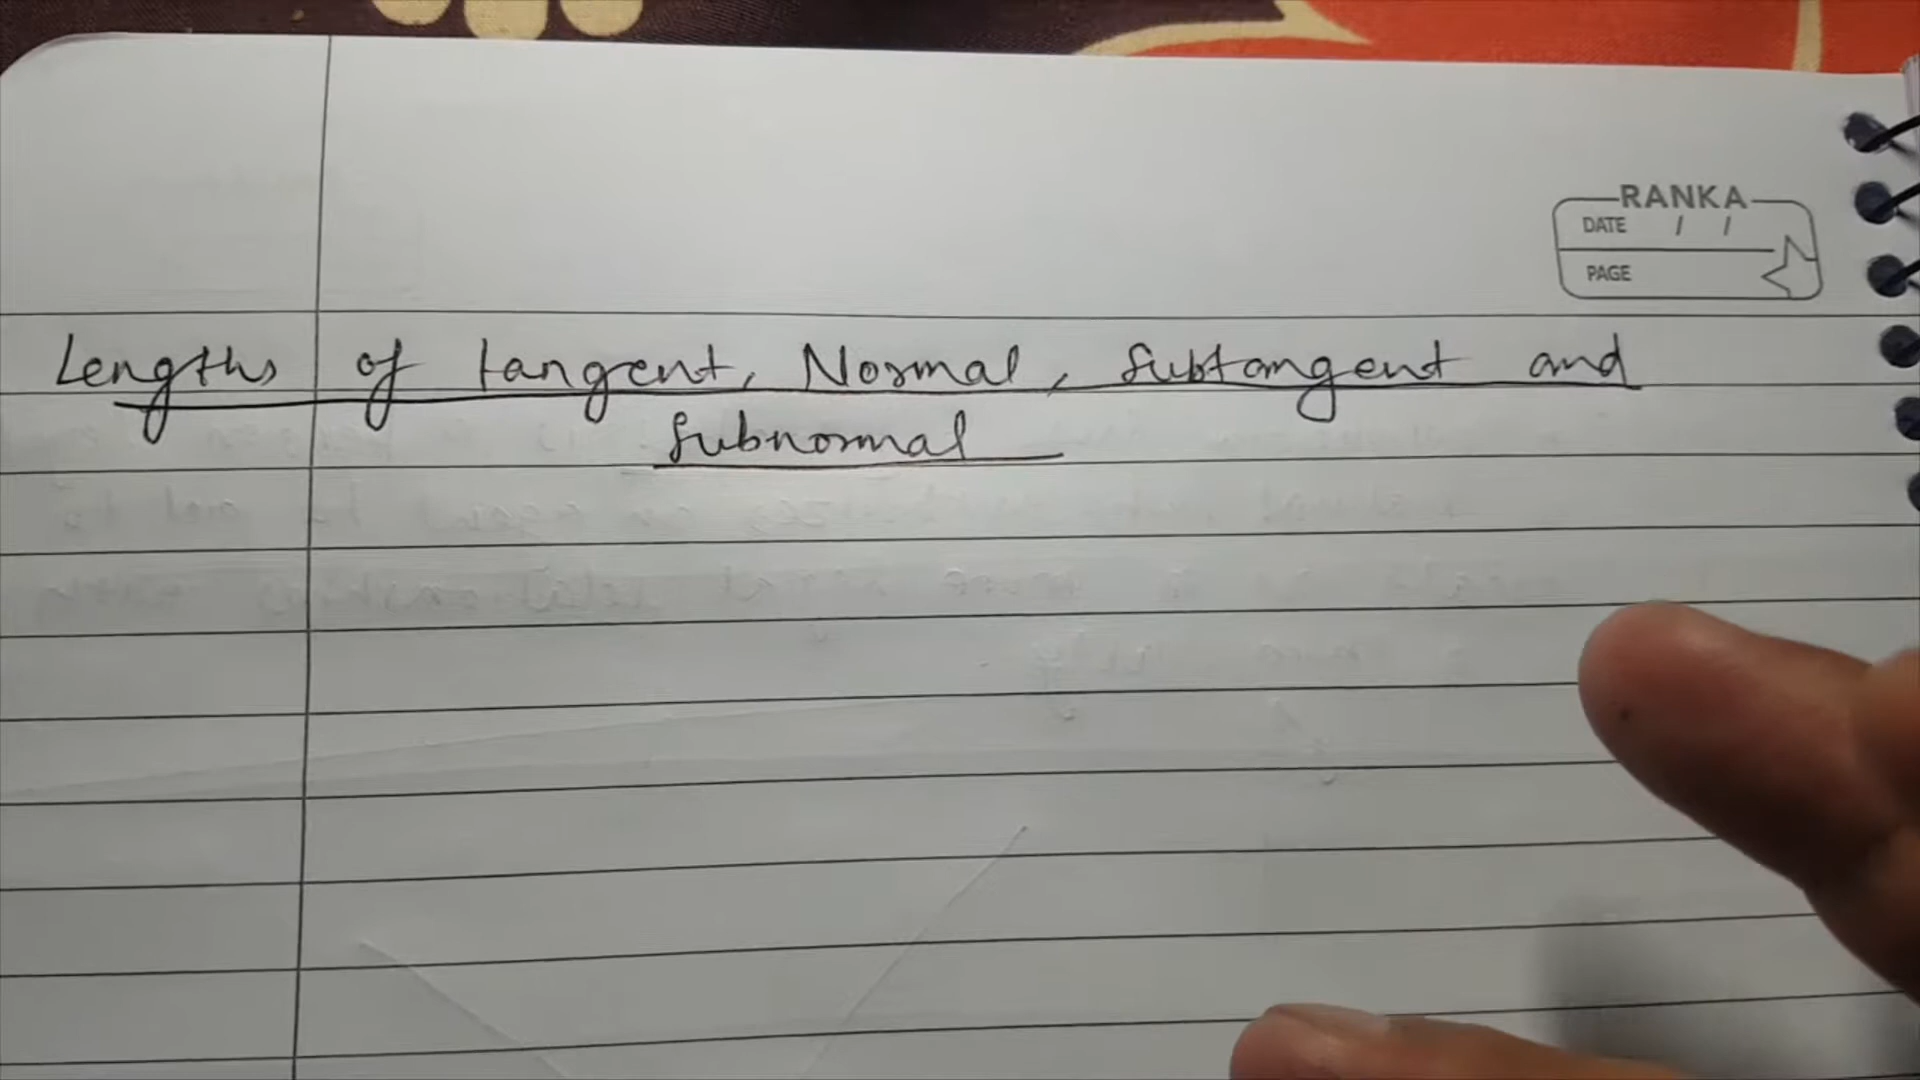 RANKA
DATE / /
PAGE
Lengths of tangent, Normal, Subtangent and
Subnormal